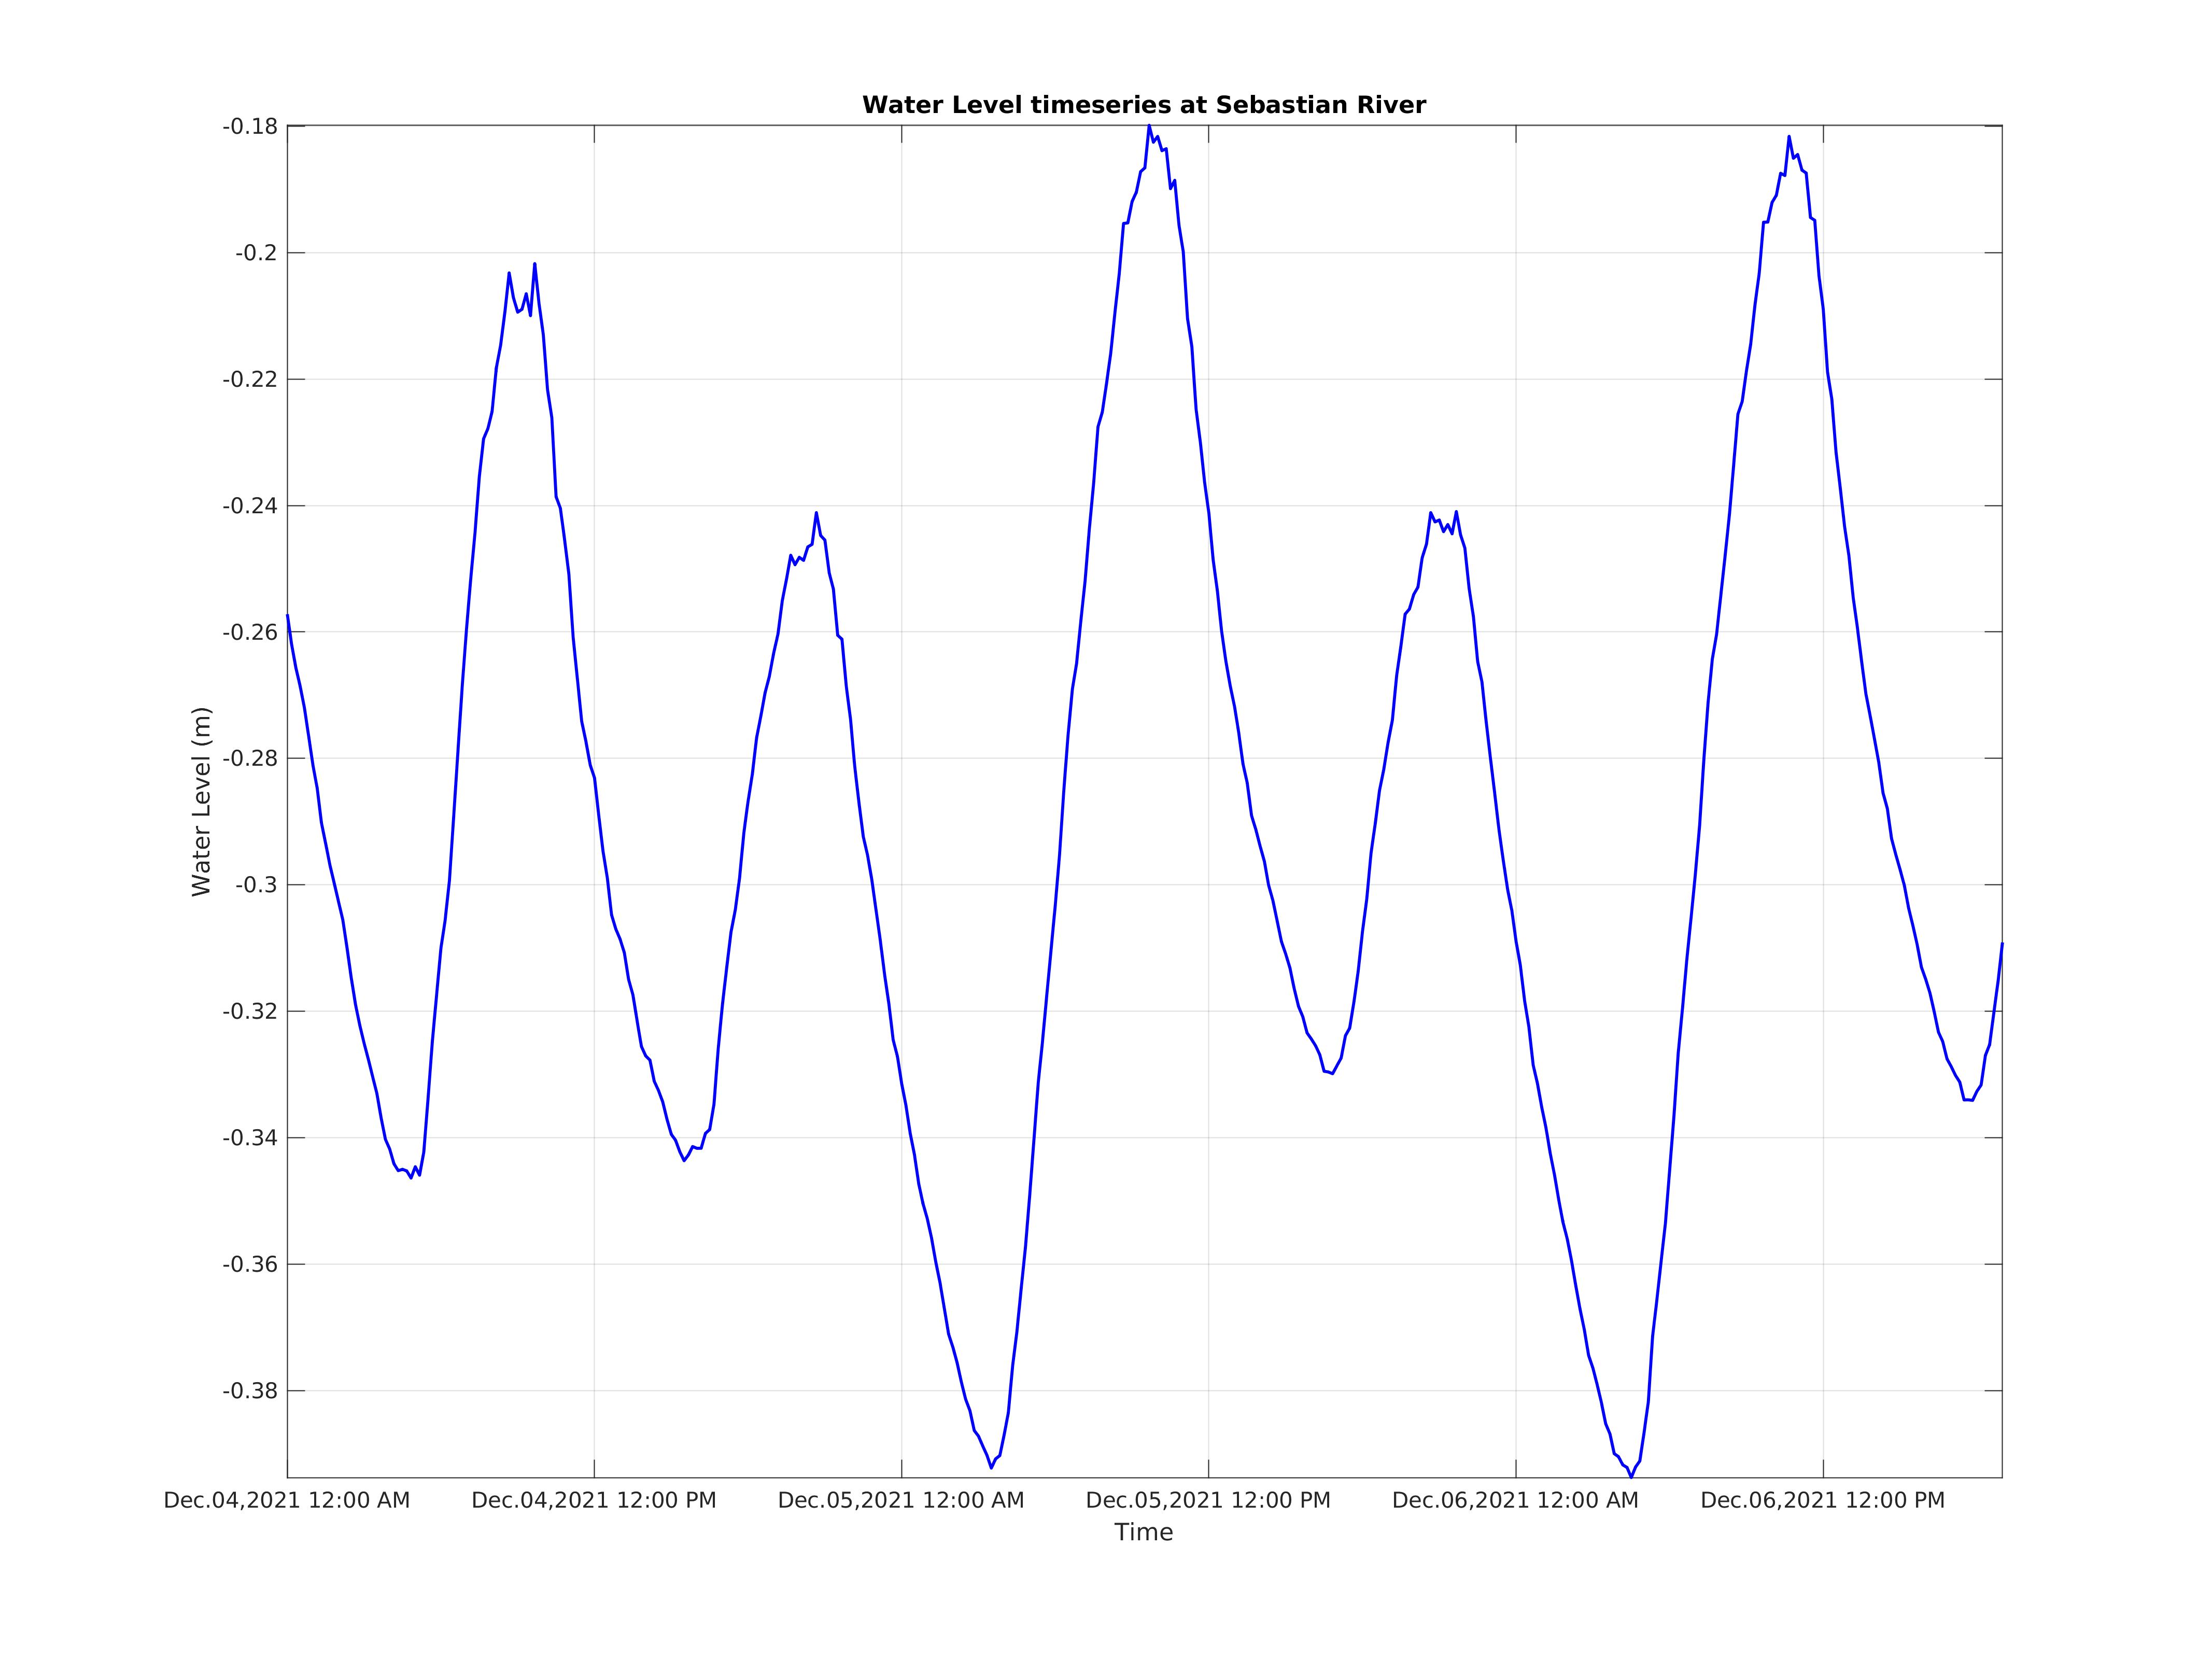 Water Level timeseries at Sebastian River
-0.18
-0.2
-0.22
-0.24
-0.26
-0.28
-0.3
-0.32
-0.34
-0.36
-0.38
Water Level (m)
Dec.04,2021 12:00 AM
Dec.04,2021 12:00 PM
Dec.05,2021 12:00 AM
Dec.05,2021 12:00 PM
Dec.06,2021 12:00 AM
Dec.06,2021 12:00 PM
Time